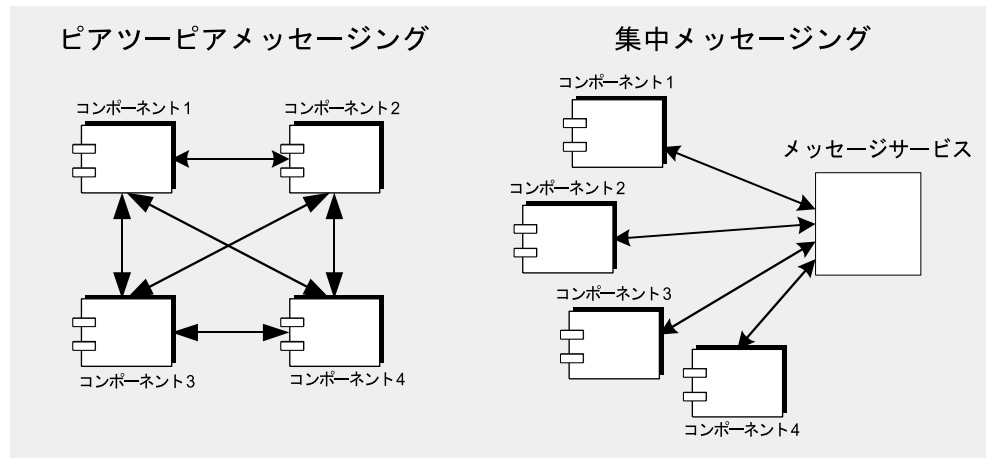 ピアツーピアメッセージング
コンポーネント1
コンポーネント2
コンポーネント3
コンポーネント4
集中メッセージング
コンポーネント1
メッセージサービス
コンポーネント2
コンポーネント3
コンポーネント4